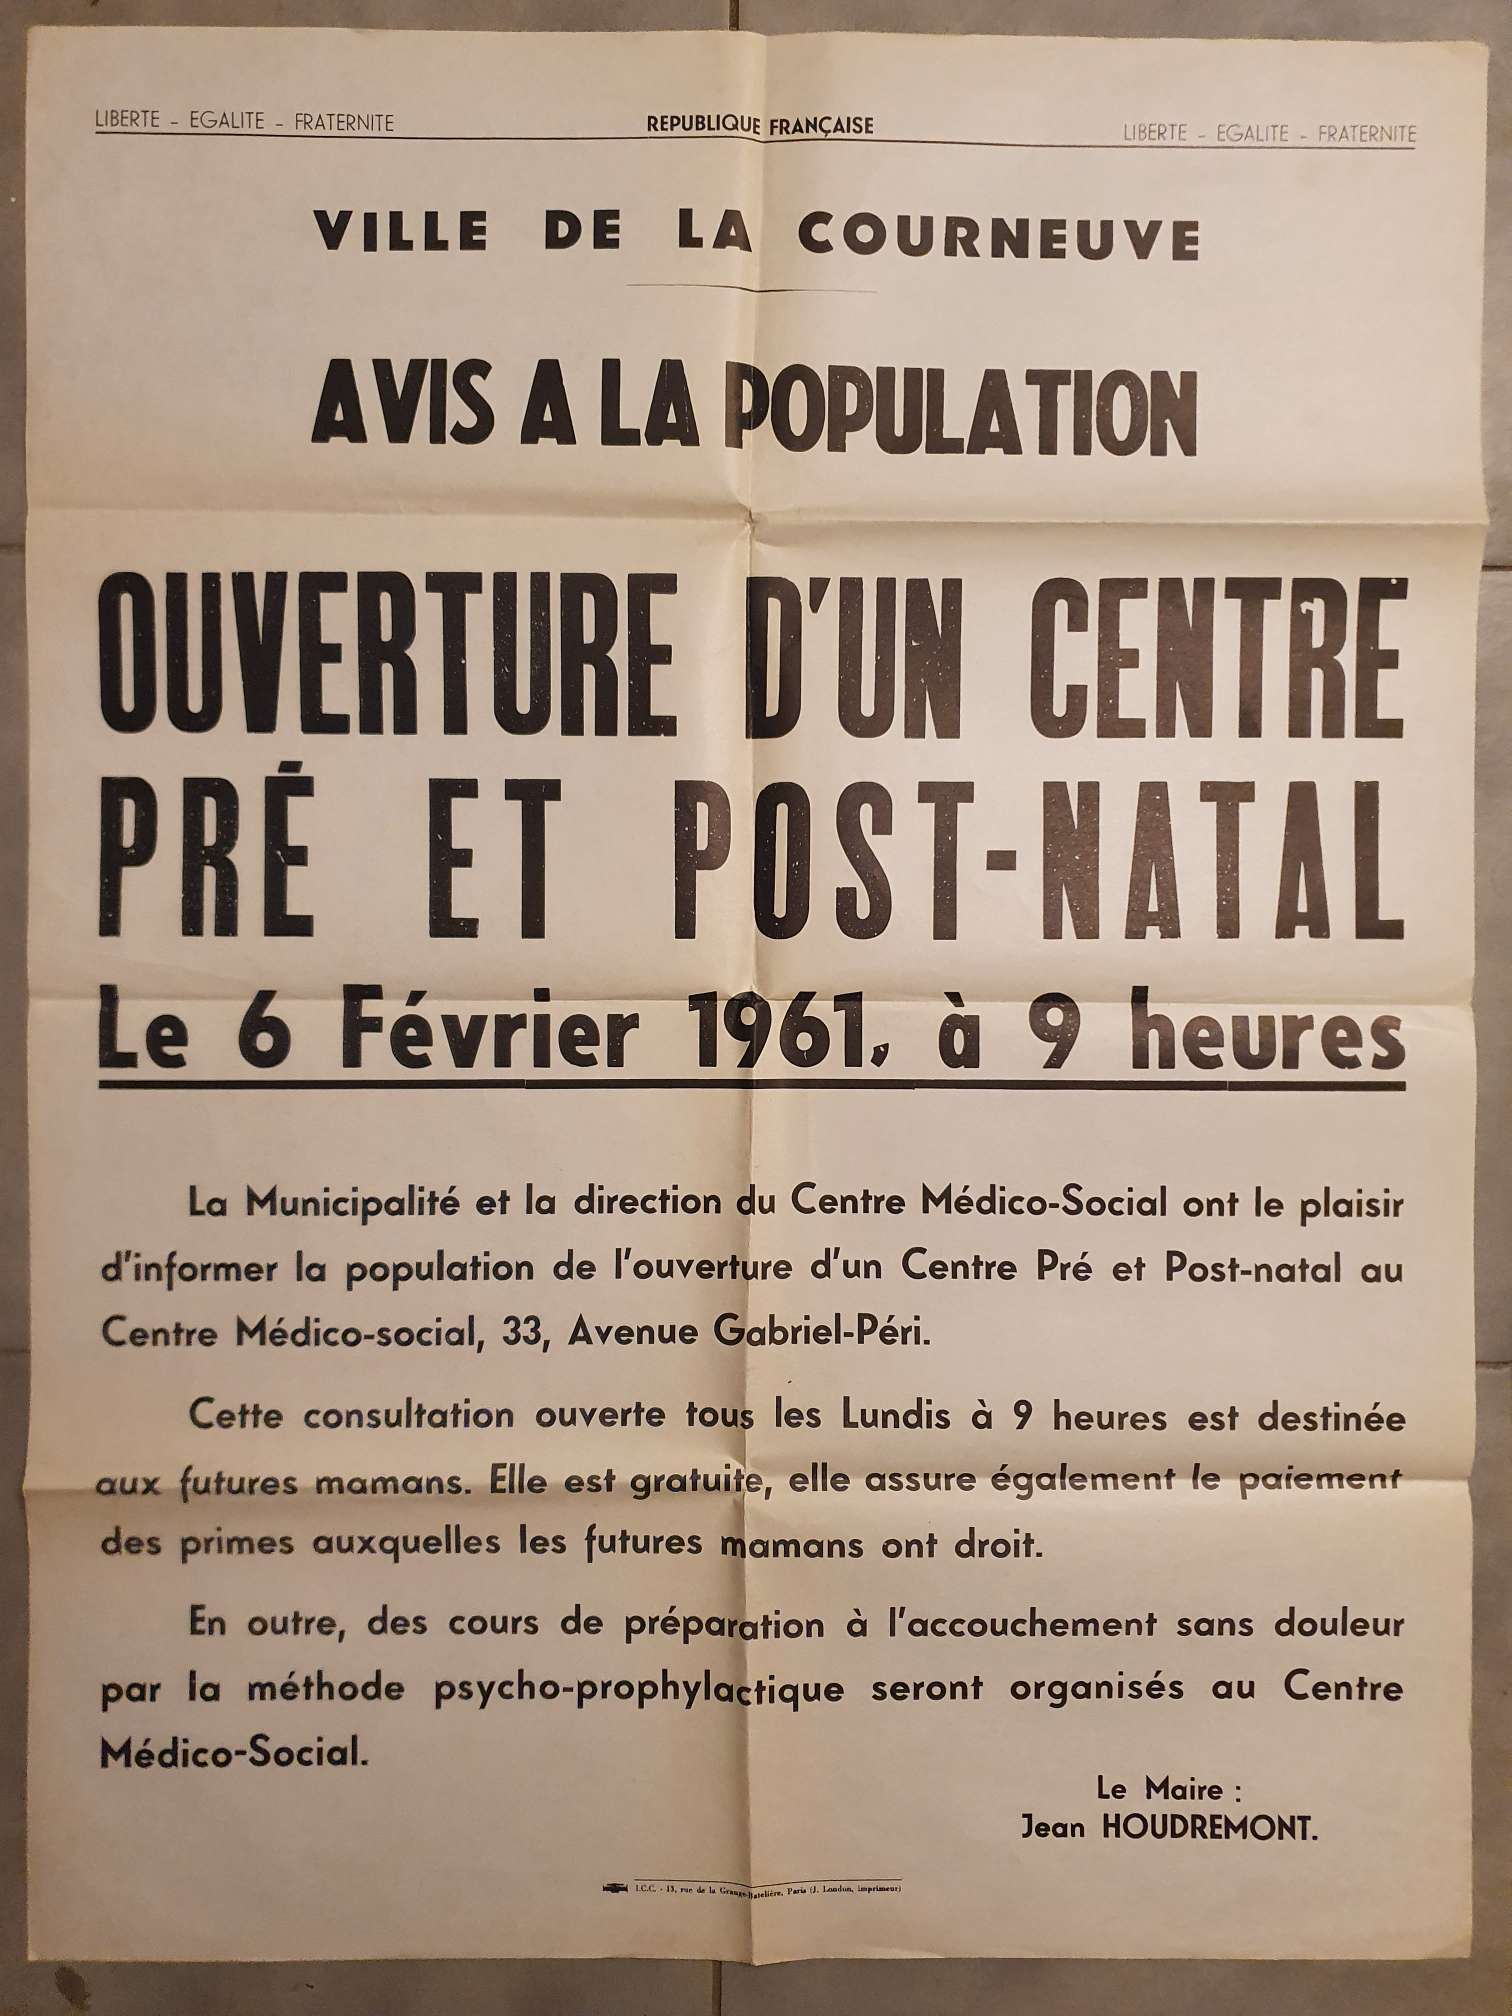 LIBERTE - EGALITE - FRATERNITE REPUBLIQUE FRANÇAISE LIBERTE - EGALITE - FRATERNITE
VILLE DE LA COURNEUVE
AVIS A LA POPULATION
OUVERTURE D'UN CENTRE
PRÉ ET POST-NATAL
Le 6 Février 1961, à 9 heures
La Municipalité et la direction du Centre Médico-Social ont le plaisir
d'informer la population de l'ouverture d'un Centre Pré et Post-natal au
Centre Médico-social, 33, Avenue Gabriel-Péri.
Cette consultation ouverte tous les Lundis à 9 heures est destinée
aux futures mamans. Elle est gratuite, elle assure également le paiement
des primes auxquelles les futures mamans ont droit.
En outre, des cours de préparation à l'accouchement sans douleur
par la méthode psycho-prophylactique seront organisés au Centre
Médico-Social.
Le Maire :
Jean HOUDREMONT.
I.C.C. - 13, rue de la Grange-Batelière, Paris (J. London, imprimeur)